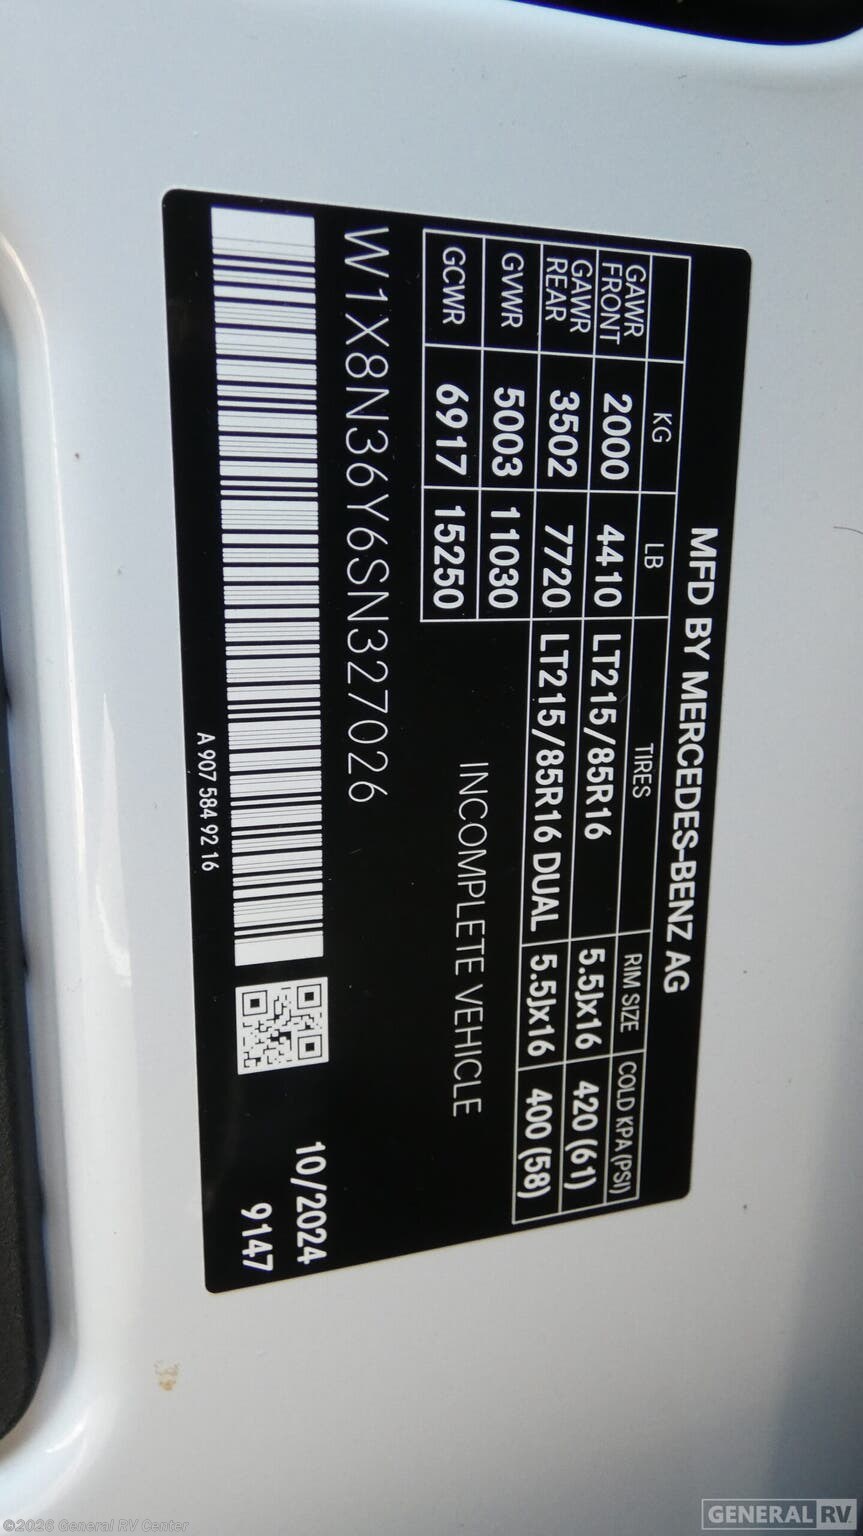 MFD BY MERCEDES-BENZ AG
KG LB TIRES RIM SIZE COLD KPA (PSI)
GAWR FRONT 2000 4410 LT215/85R16 5.5Jx16 420 (61)
GAWR REAR 3502 7720 LT215/85R16 DUAL 5.5Jx16 400 (58)
GVWR 5003 11030
GCWR 6917 15250
INCOMPLETE VEHICLE
W1X8N36Y6SN327026
10/2024
9147
A 907 584 92 16
©2026 General RV Center
GENERAL RV